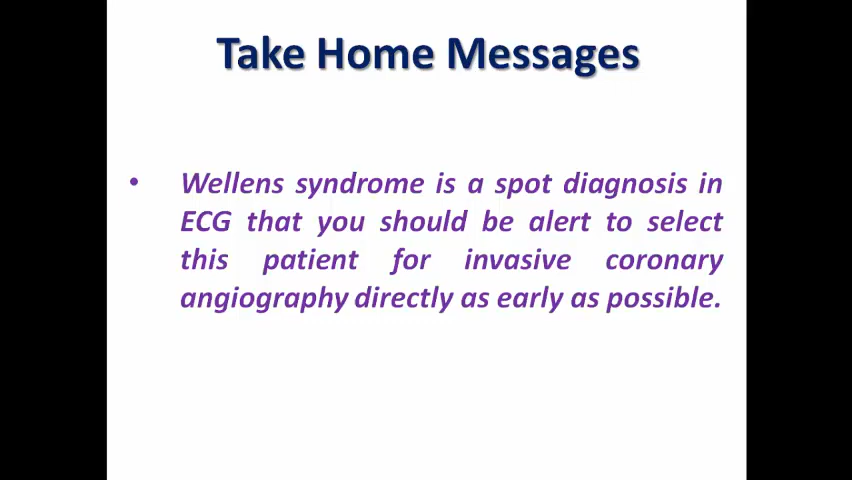 Take Home Messages
• Wellens syndrome is a spot diagnosis in
ECG that you should be alert to select
this patient for invasive coronary
angiography directly as early as possible.